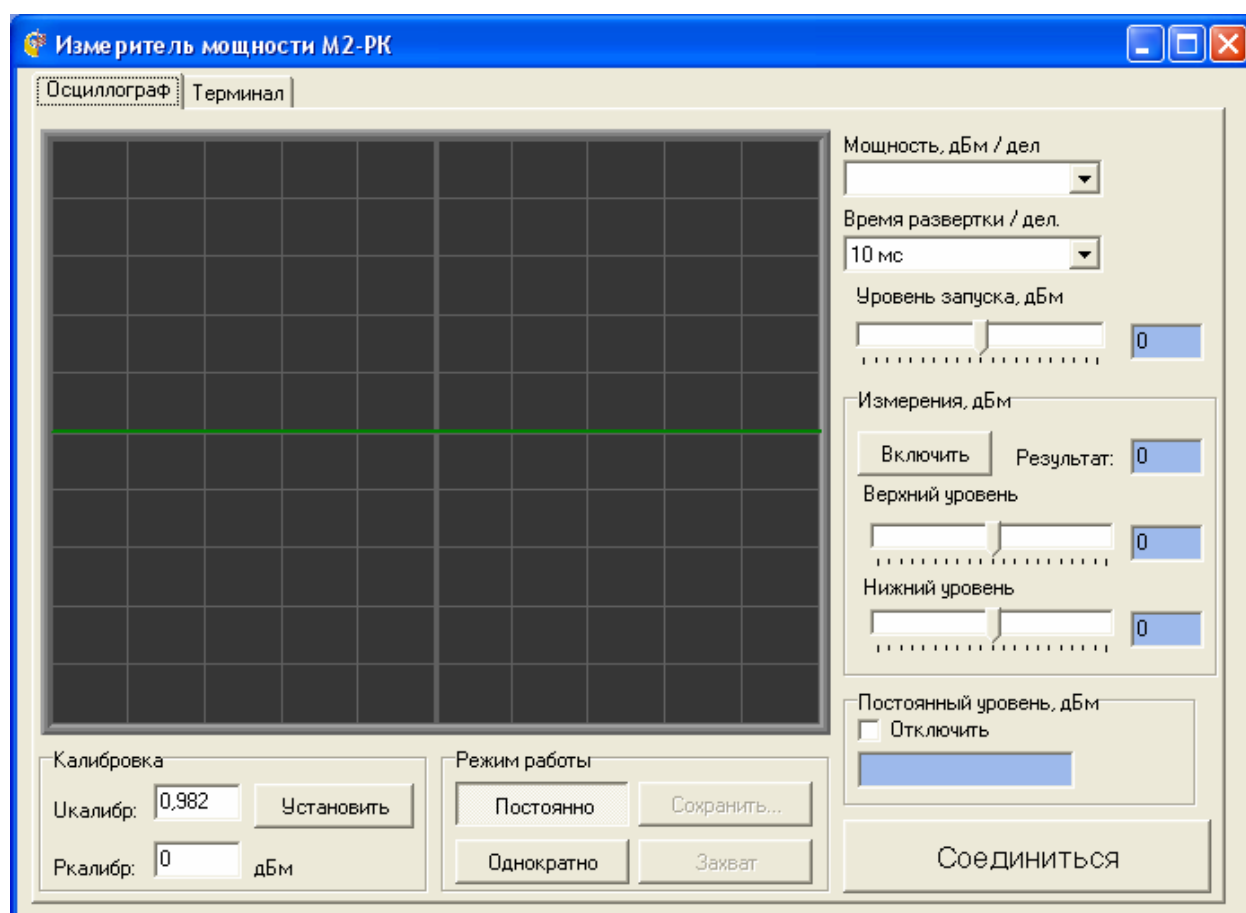 Измеритель мощности М2-РК
Осциллограф
Терминал
Мощность, дБм / дел
Время развертки / дел.
10 мс
Уровень запуска, дБм
0
Измерения, дБм
Включить
Результат:
0
Верхний уровень
0
Нижний уровень
0
Постоянный уровень, дБм
Отключить
Калибровка
Uкалибр:
0,982
Установить
Pкалибр:
0
дБм
Режим работы
Постоянно
Сохранить...
Однократно
Захват
Соединиться